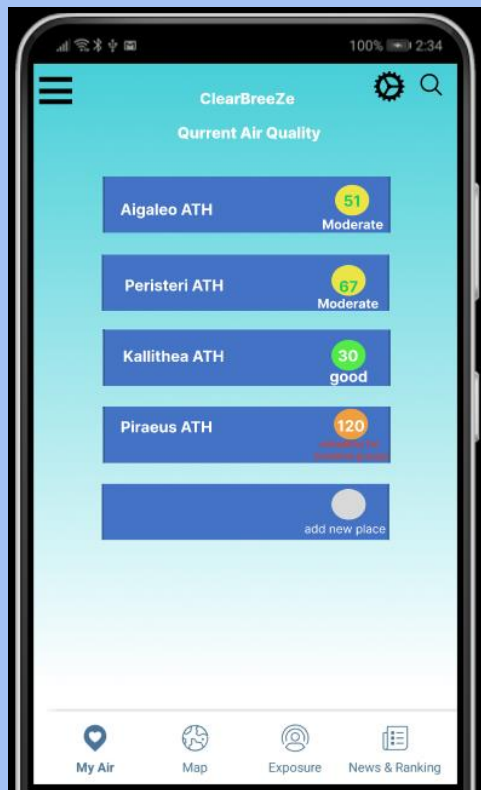 100% 2:34
ClearBreeZe
Qurrent Air Quality
Aigaleo ATH
51
Moderate
Peristeri ATH
67
Moderate
Kallithea ATH
30
good
Piraeus ATH
120
add new place
My Air
Map
Exposure
News & Ranking